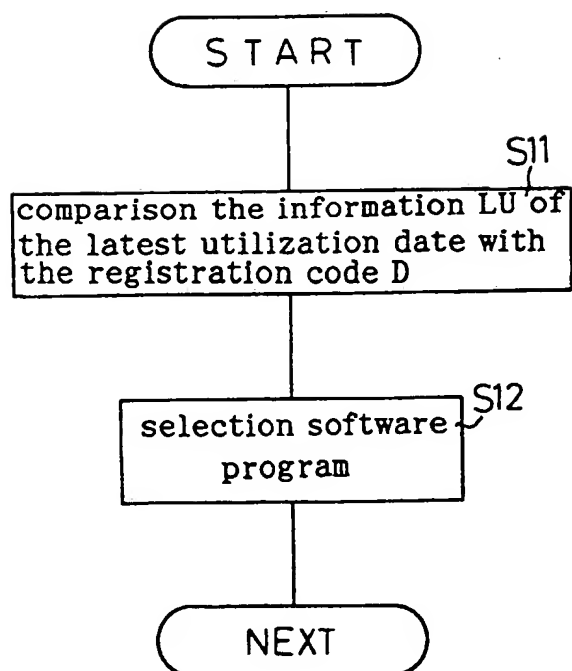 START
S11
comparison the information LU of
the latest utilization date with
the registration code D
S12
selection software
program
NEXT